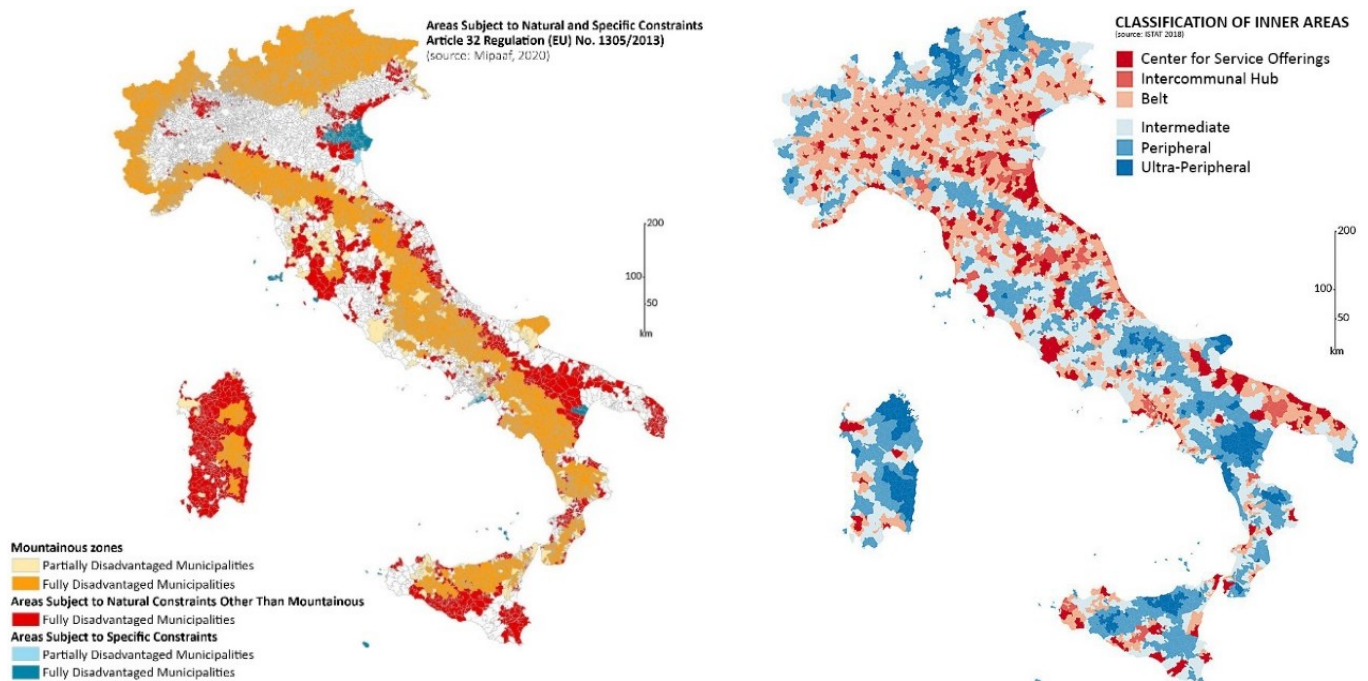 Areas Subject to Natural and Specific Constraints
Article 32 Regulation (EU) No. 1305/2013)
(source: Mipaaf, 2020)
200
100
50
km
Mountainous zones
Partially Disadvantaged Municipalities
Fully Disadvantaged Municipalities
Areas Subject to Natural Constraints Other Than Mountainous
Fully Disadvantaged Municipalities
Areas Subject to Specific Constraints
Partially Disadvantaged Municipalities
Fully Disadvantaged Municipalities
CLASSIFICATION OF INNER AREAS
(source: ISTAT 2018)
Center for Service Offerings
Intercommunal Hub
Belt
Intermediate
Peripheral
Ultra-Peripheral
200
100
50
km